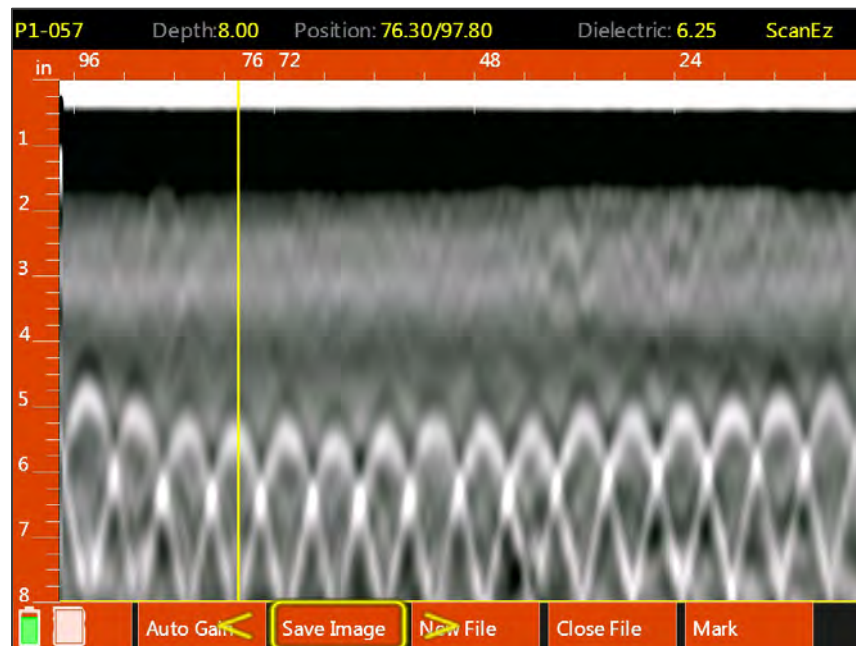 P1-057 Depth:8.00 Position: 76.30/97.80 Dielectric: 6.25 ScanEz
in 96 76 72 48 24
1
2
3
4
5
6
7
8
Auto Gain < Save Image > New File Close File Mark